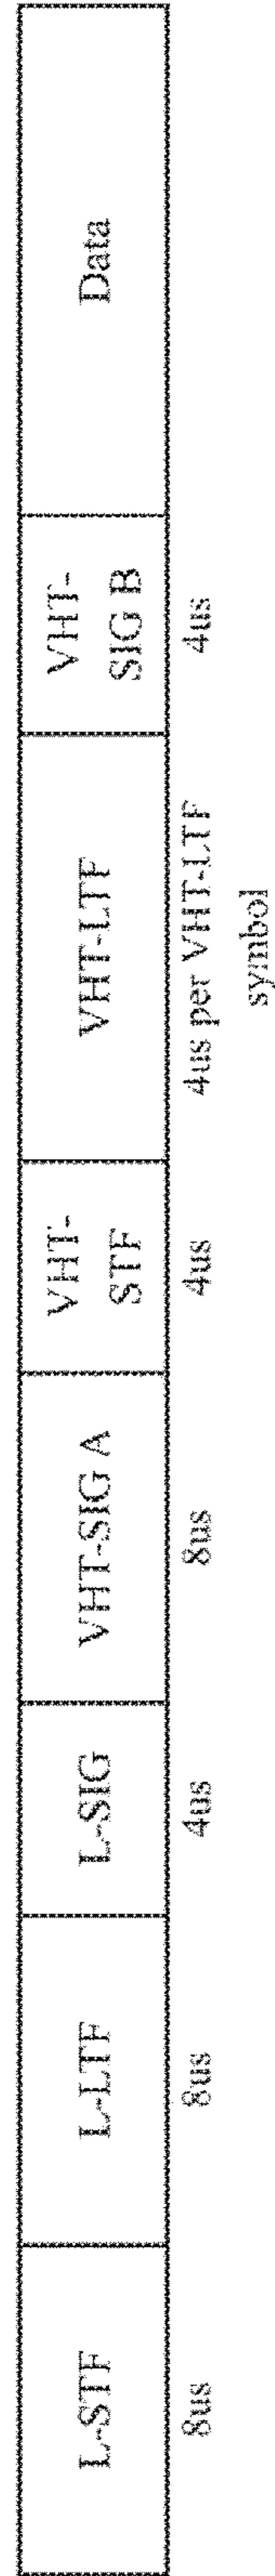 L-STF
L-LTF
L-SIG
VHT-SIG A
VHT-
STF
VHT-LTF
VHT-
SIG B
Data
8us
8us
4us
8us
4us
4us per VHT-LTF
symbol
4us